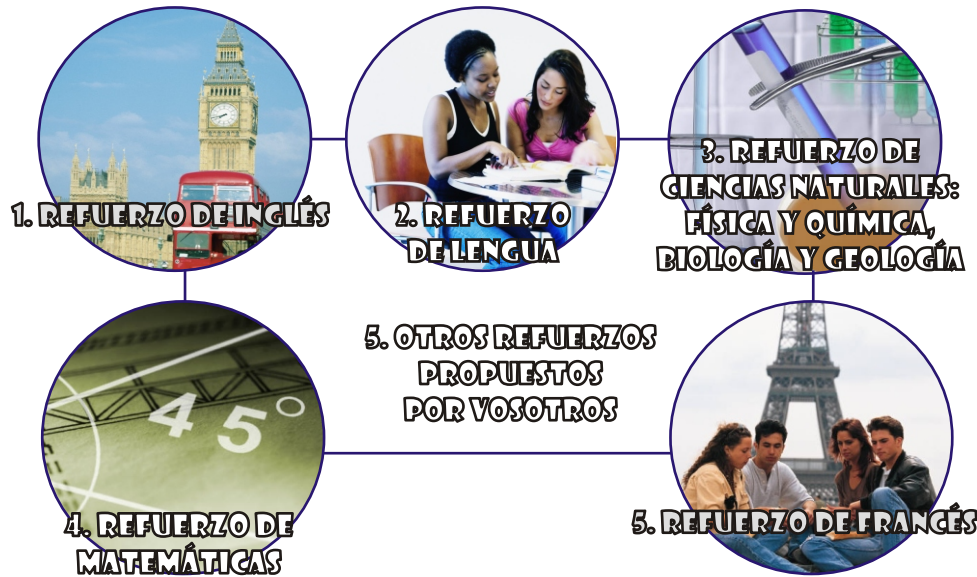 1. REFUERZO DE INGLÉS
2. REFUERZO
DE LENGUA
3. REFUERZO DE
CIENCIAS NATURALES:
FÍSICA Y QUÍMICA,
BIOLOGÍA Y GEOLOGÍA
45°
4. REFUERZO DE
MATEMÁTICAS
5. OTROS REFUERZOS
PROPUESTOS
POR VOSOTROS
5. REFUERZO DE FRANCÉS